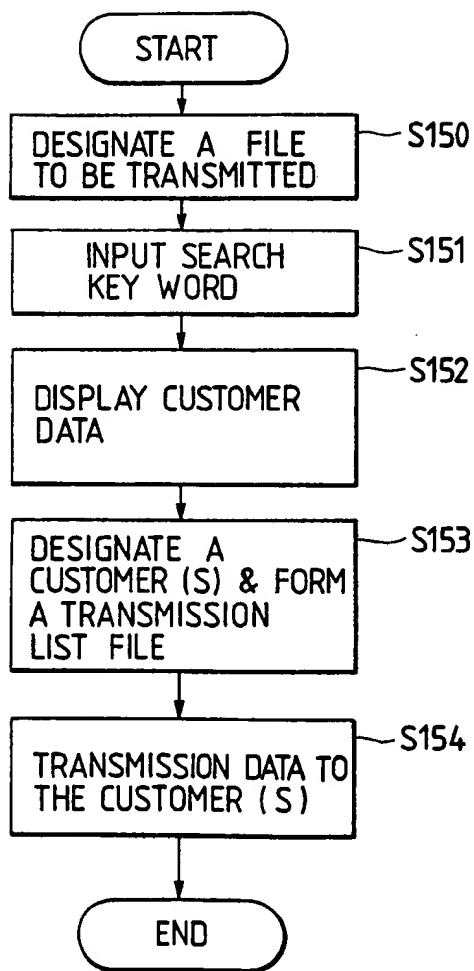 START
DESIGNATE A FILE
TO BE TRANSMITTED
S150
INPUT SEARCH
KEY WORD
S151
DISPLAY CUSTOMER
DATA
S152
DESIGNATE A
CUSTOMER (S) & FORM
A TRANSMISSION
LIST FILE
S153
TRANSMISSION DATA TO
THE CUSTOMER (S)
S154
END